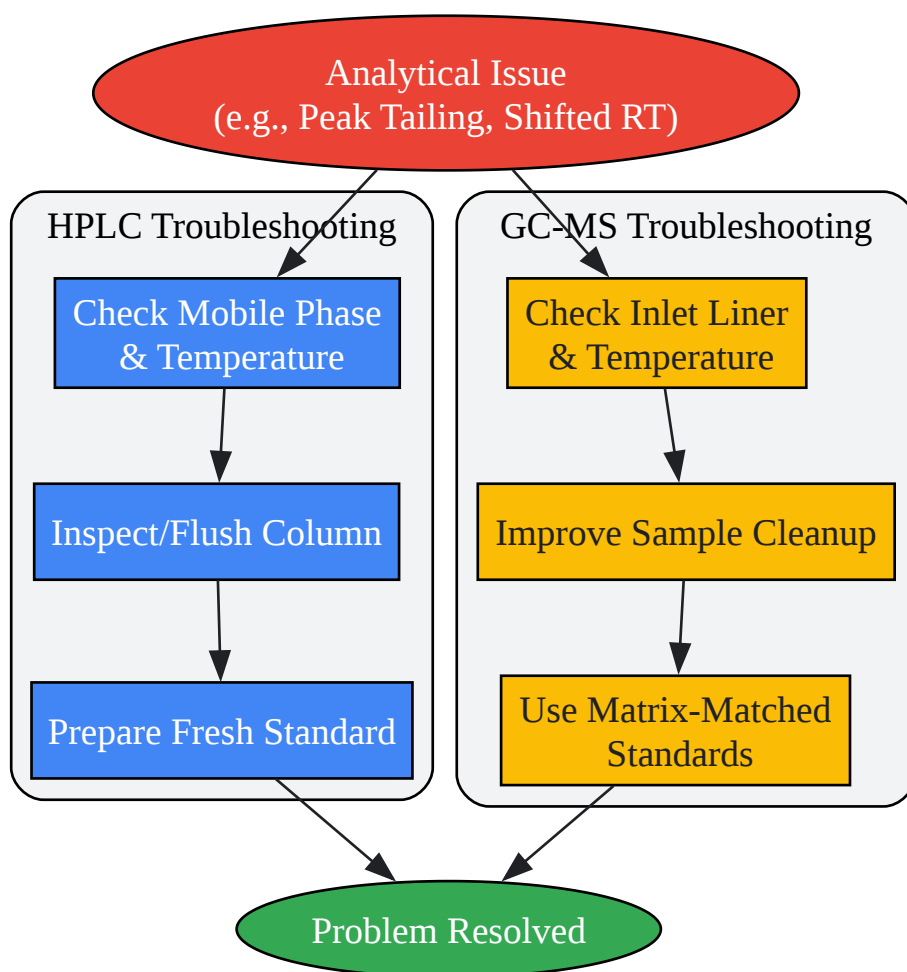 Analytical Issue
(e.g., Peak Tailing, Shifted RT)
HPLC Troubleshooting
Check Mobile Phase
& Temperature
Inspect/Flush Column
Prepare Fresh Standard
GC-MS Troubleshooting
Check Inlet Liner
& Temperature
Improve Sample Cleanup
Use Matrix-Matched
Standards
Problem Resolved